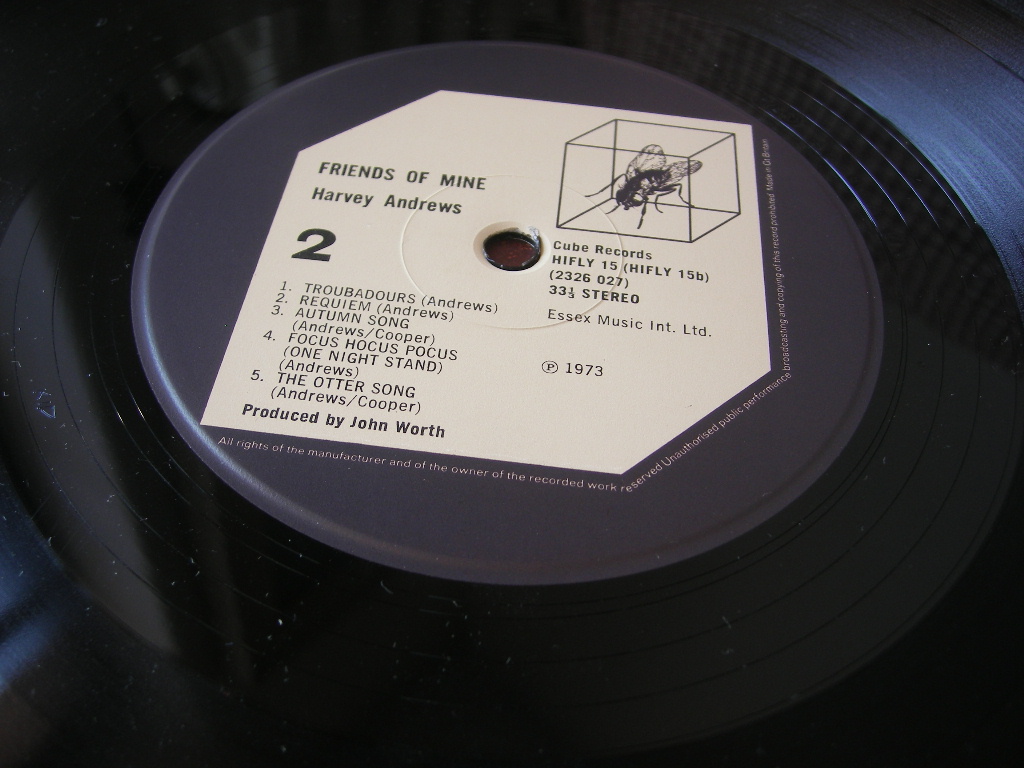 FRIENDS OF MINE
Harvey Andrews
2
1. TROUBADOURS (Andrews)
2. REQUIEM (Andrews)
3. AUTUMN SONG
(Andrews/Cooper)
4. FOCUS HOCUS POCUS
(ONE NIGHT STAND)
(Andrews)
5. THE OTTER SONG
(Andrews/Cooper)
Produced by John Worth
Cube Records
HIFLY 15 (HIFLY 15b)
(2326 027)
33⅓ STEREO
Essex Music Int. Ltd.
Ⓟ 1973
All rights of the manufacturer and of the owner of the recorded work reserved Unauthorised public performance broadcasting and copying of this record prohibited Made in Gt Britain